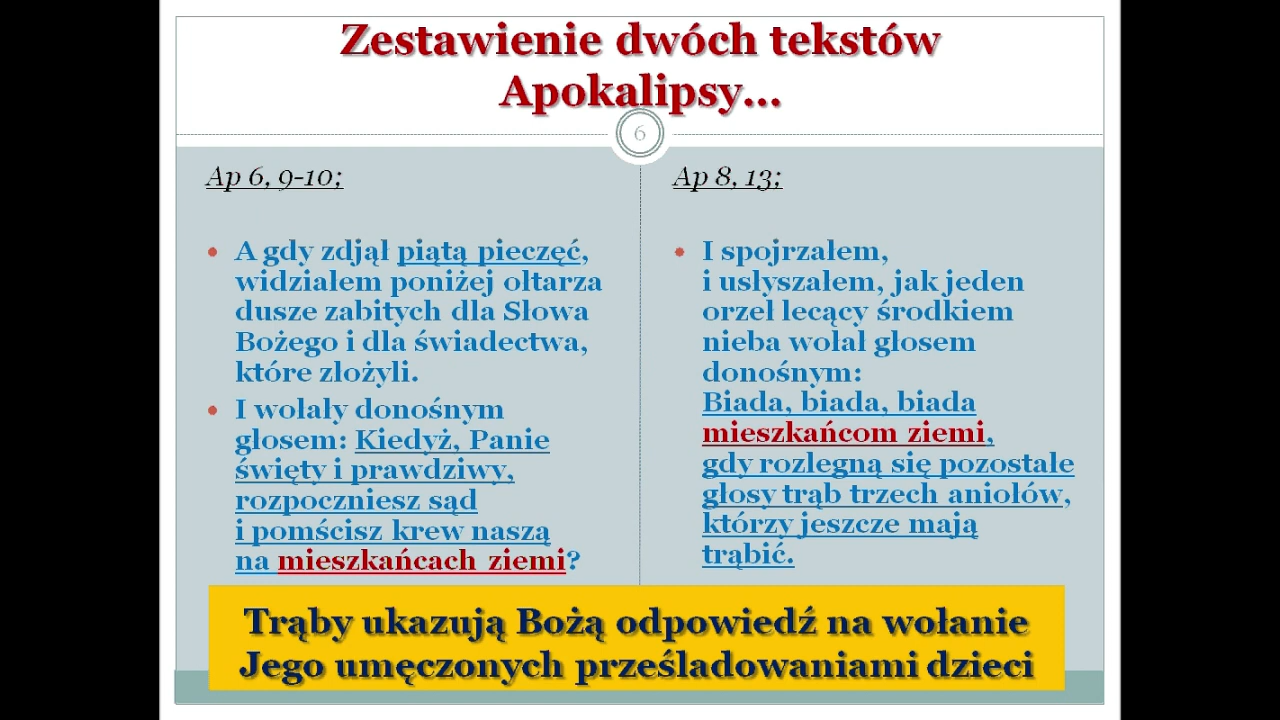 Zestawienie dwóch tekstów
Apokalipsy...
6
Ap 6, 9-10;
• A gdy zdjął piątą pieczęć,
widziałem poniżej ołtarza
dusze zabitych dla Słowa
Bożego i dla świadectwa,
które złożyli.
• I wołały donośnym
głosem: Kiedyż, Panie
święty i prawdziwy,
rozpoczniesz sąd
i pomścisz krew naszą
na mieszkańcach ziemi?
Ap 8, 13;
• I spojrzałem,
i usłyszałem, jak jeden
orzeł lecący środkiem
nieba wołał głosem
donośnym:
Biada, biada, biada
mieszkańcom ziemi,
gdy rozlegną się pozostałe
głosy trąb trzech aniołów,
którzy jeszcze mają
trąbić.
Trąby ukazują Bożą odpowiedź na wołanie
Jego umęczonych prześladowaniami dzieci